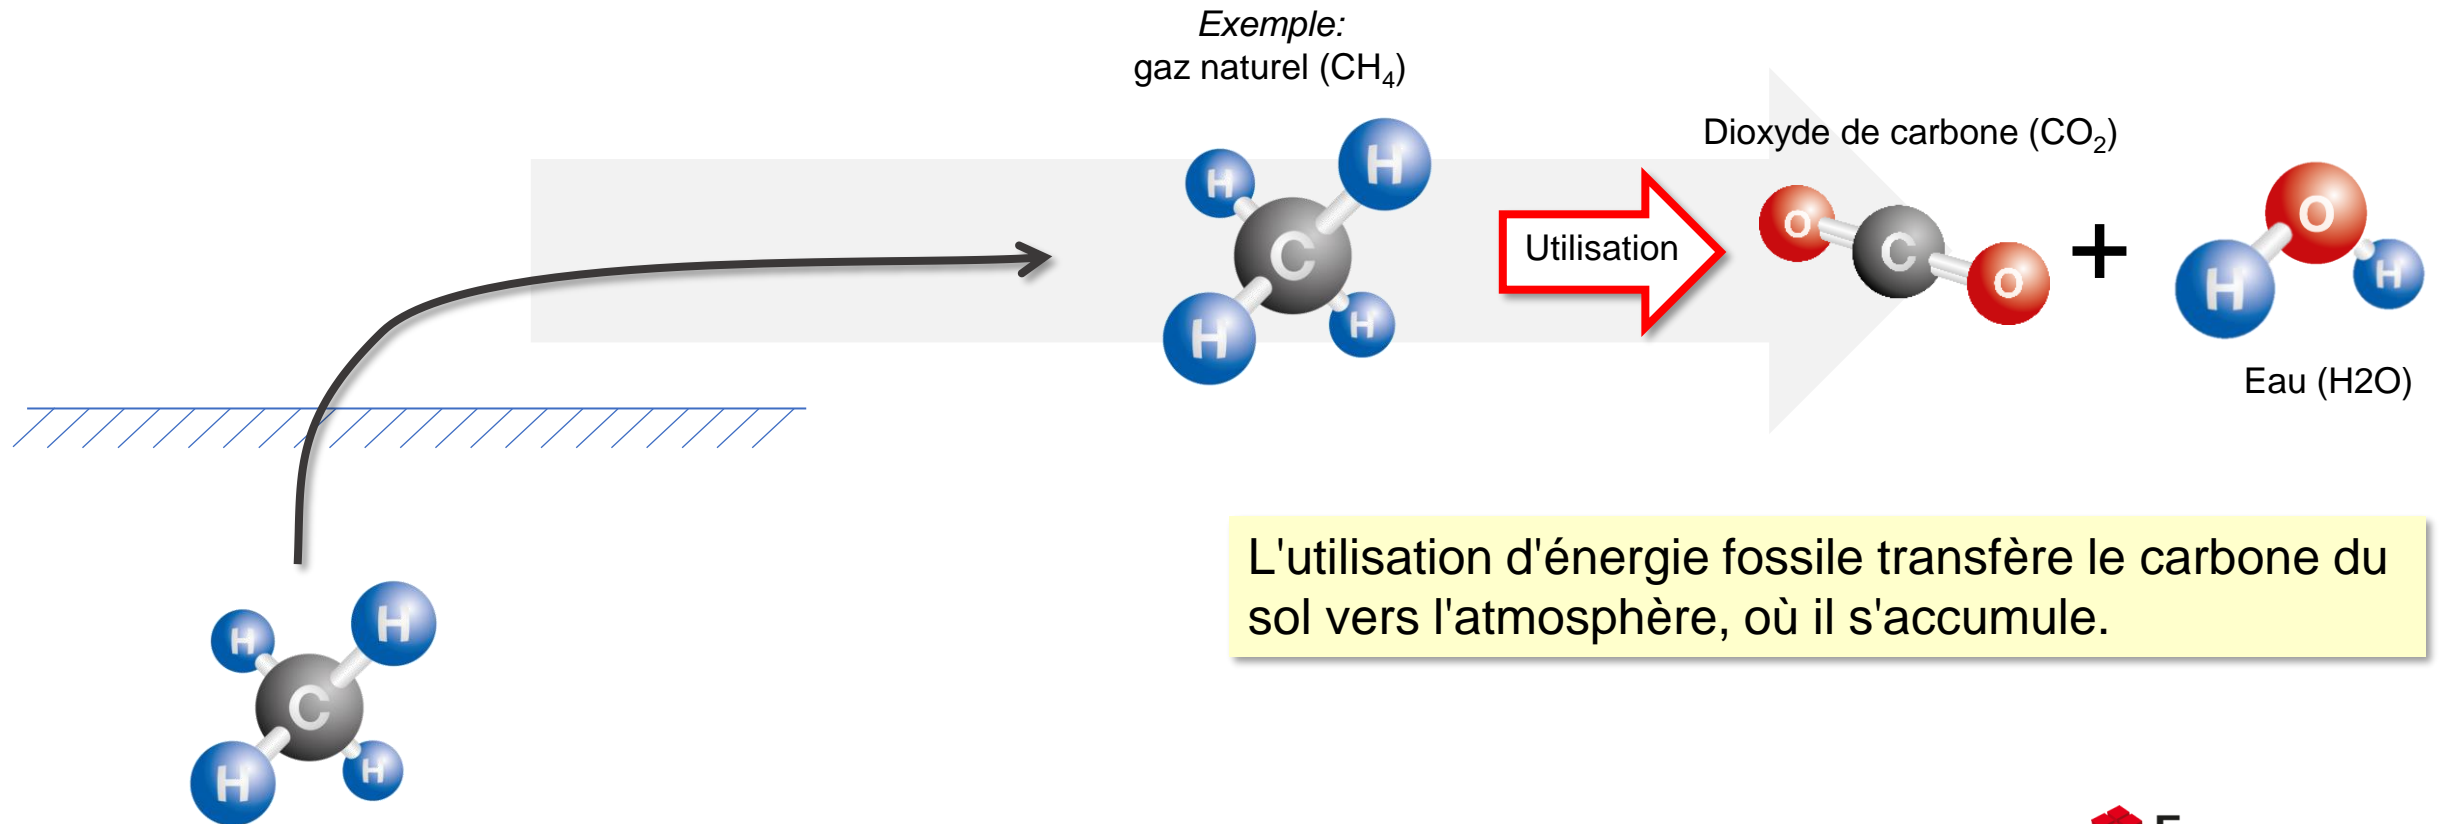 Exemple:
gaz naturel (CH₄)
Dioxyde de carbone (CO₂)
H
H
C
H
H
Utilisation
O
C
O
+
O
H
H
Eau (H2O)
L'utilisation d'énergie fossile transfère le carbone du
sol vers l'atmosphère, où il s'accumule.
H
H
C
H
H